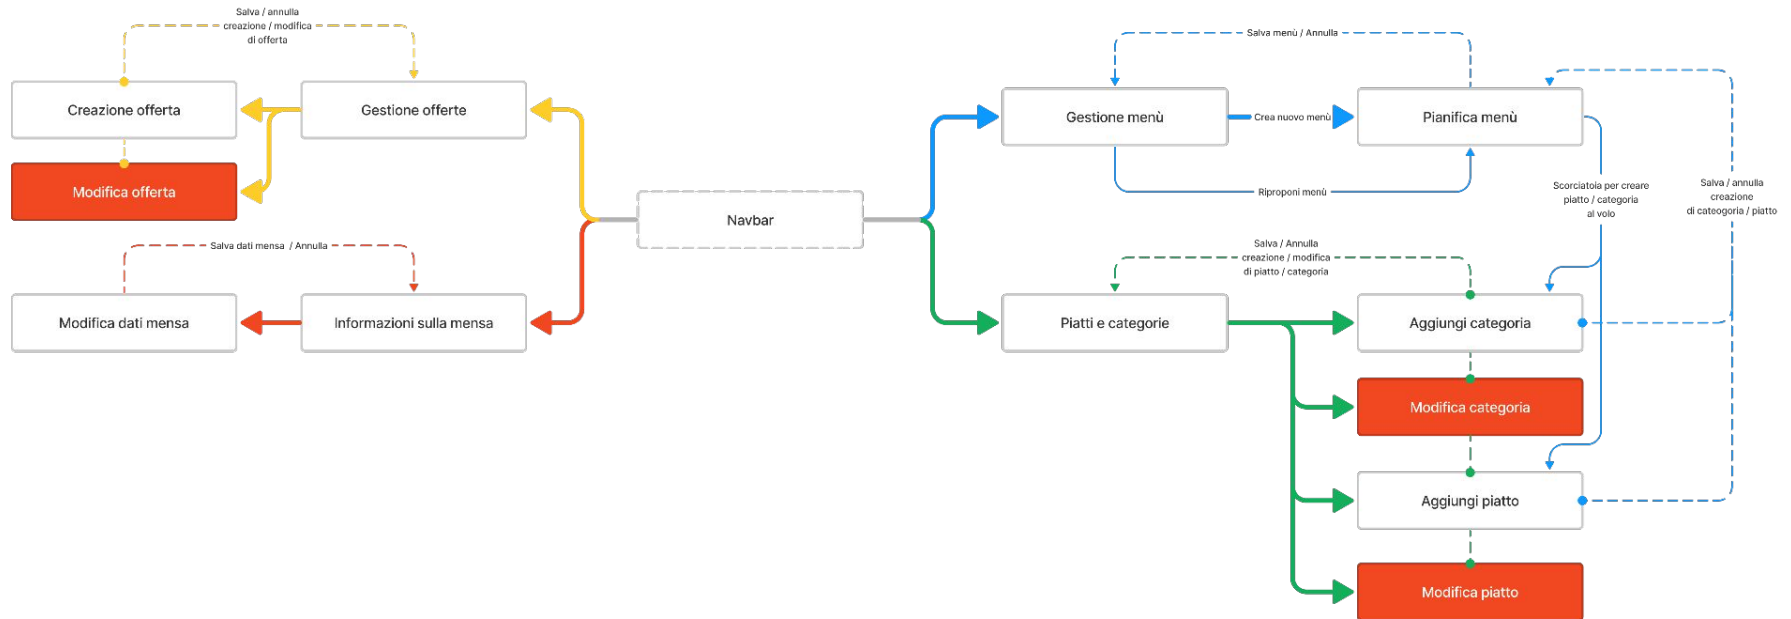 Salva / annulla
creazione / modifica
di offerta
Creazione offerta
Gestione offerte
Modifica offerta
Salva dati mensa / Annulla
Modifica dati mensa
Informazioni sulla mensa
Navbar
Salva menù / Annulla
Gestione menù
Crea nuovo menù
Pianifica menù
Riproponi menù
Scorciatoia per creare
piatto / categoria
al volo
Salva / annulla
creazione
di cateogoria / piatto
Salva / Annulla
creazione / modifica
di piatto / categoria
Piatti e categorie
Aggiungi categoria
Modifica categoria
Aggiungi piatto
Modifica piatto